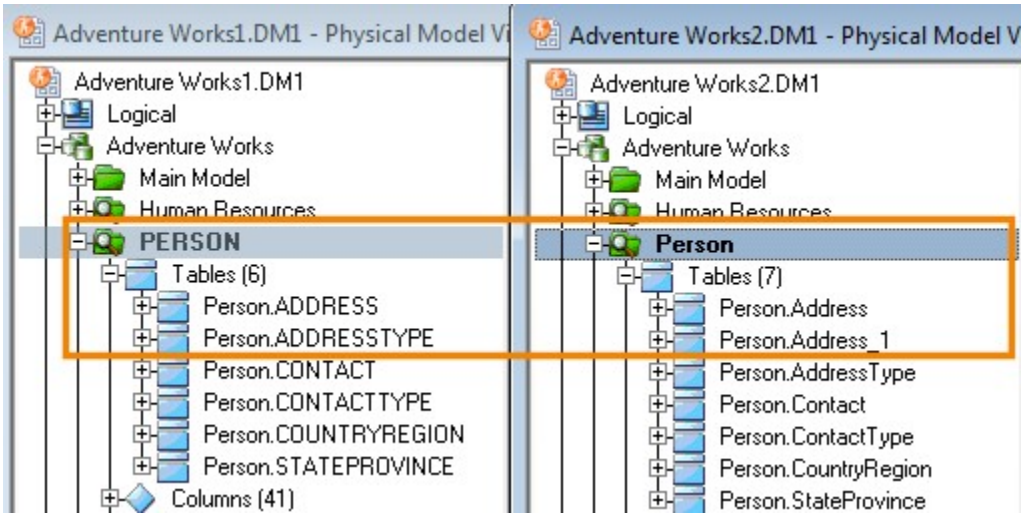 Adventure Works1.DM1 - Physical Model Vi
Adventure Works1.DM1
Logical
Adventure Works
Main Model
Human Resources
PERSON
Tables (6)
Person.ADDRESS
Person.ADDRESSTYPE
Person.CONTACT
Person.CONTACTTYPE
Person.COUNTRYREGION
Person.STATEPROVINCE
Columns (41)
Adventure Works2.DM1 - Physical Model V
Adventure Works2.DM1
Logical
Adventure Works
Main Model
Human Resources
Person
Tables (7)
Person.Address
Person.Address_1
Person.AddressType
Person.Contact
Person.ContactType
Person.CountryRegion
Person.StateProvince